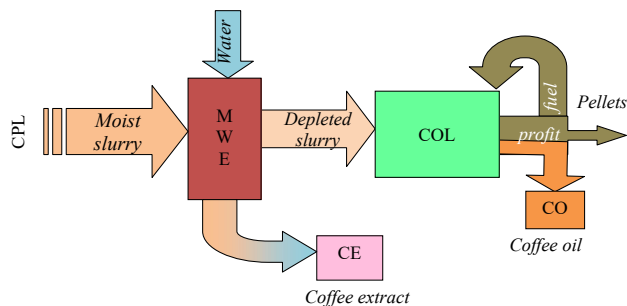 Water
CPL
Moist
slurry
M
W
E
Depleted
slurry
COL
fuel
Pellets
profit
CO
Coffee oil
CE
Coffee extract